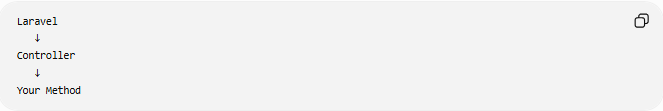 Laravel
↓
Controller
↓
Your Method